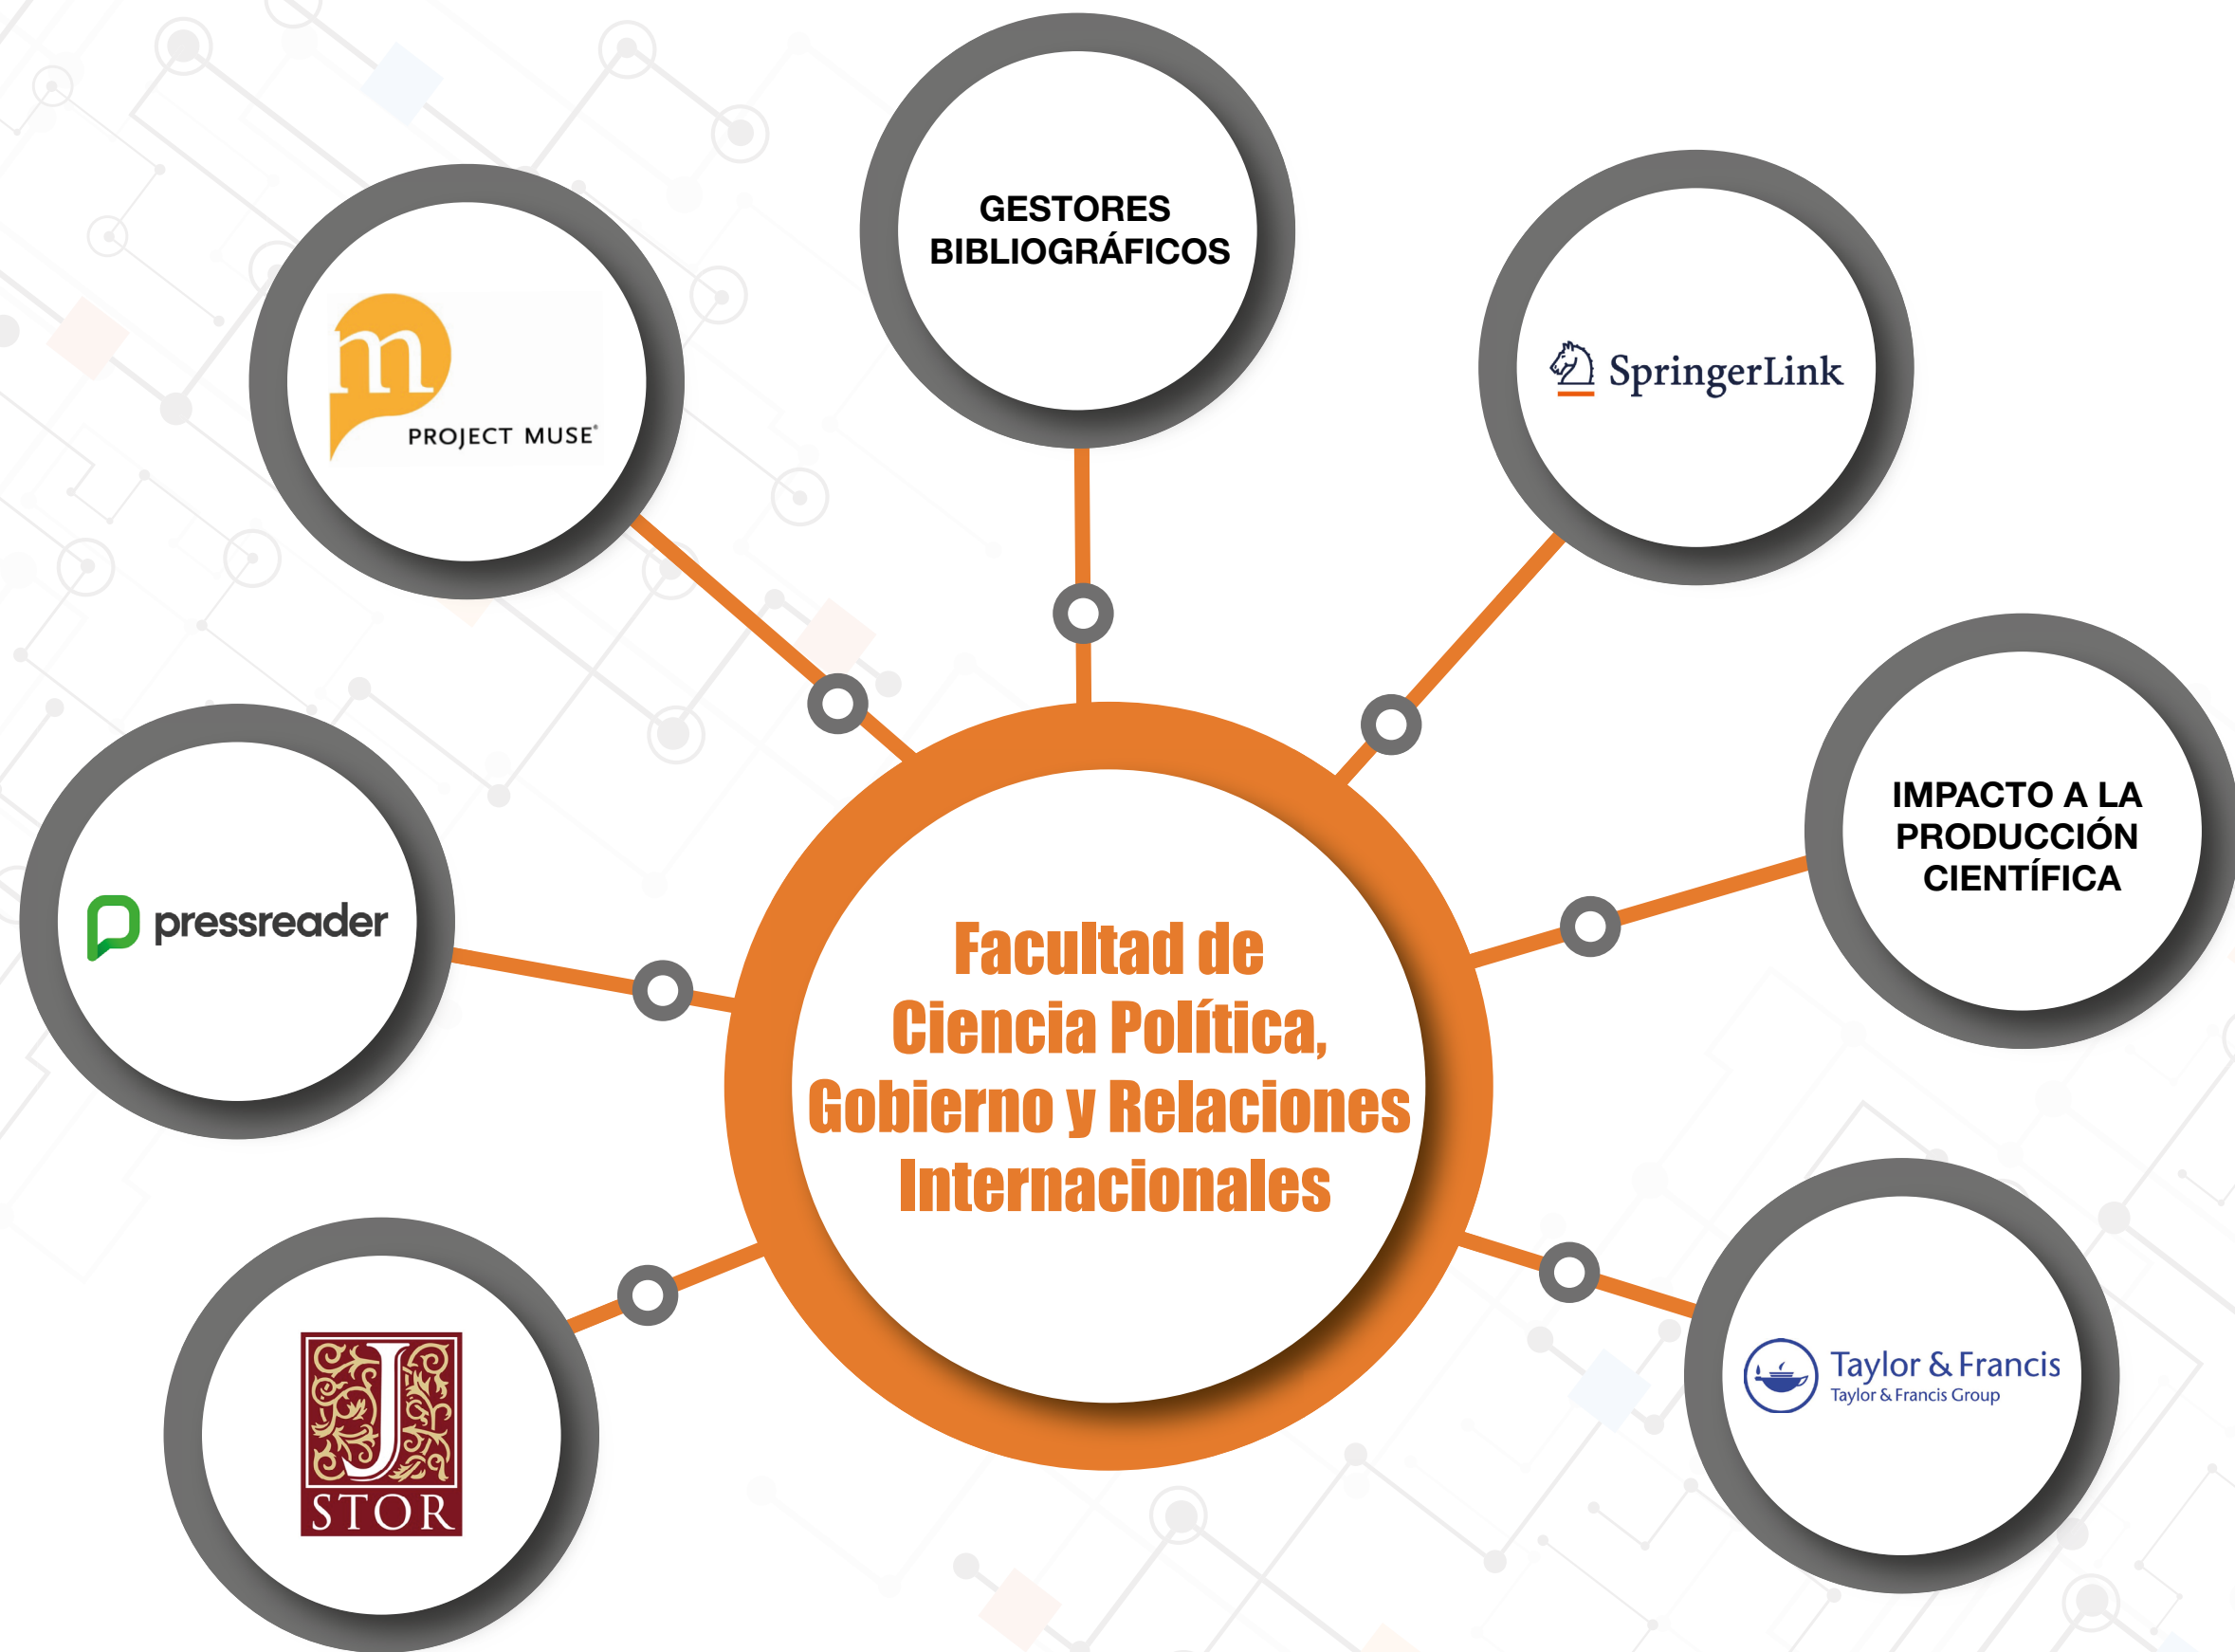 GESTORES
BIBLIOGRÁFICOS
PROJECT MUSE®
SpringerLink
IMPACTO A LA
PRODUCCIÓN
CIENTÍFICA
pressreader
Facultad de
Ciencia Política,
Gobierno y Relaciones
Internacionales
Taylor & Francis
Taylor & Francis Group
J
STOR